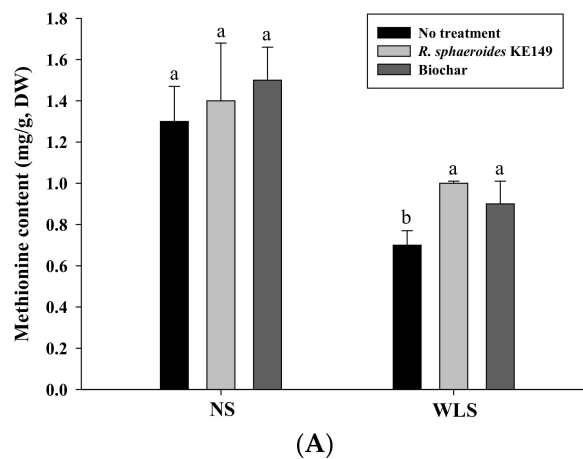 No treatment
R. sphaeroides KE149
Biochar
Methionine content (mg/g, DW)
1.8
1.6
1.4
1.2
1.0
0.8
0.6
0.4
0.2
0.0
a
a
a
b
a
a
NS
WLS
(A)